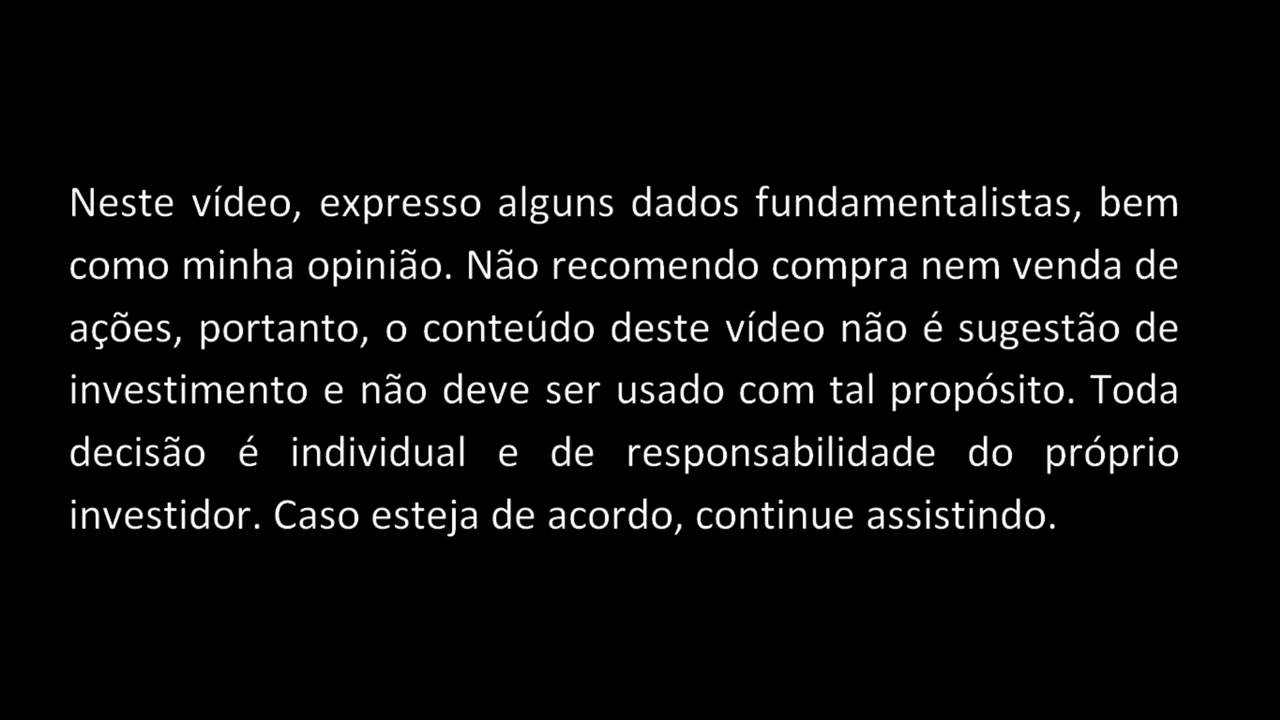 Neste vídeo, expresso alguns dados fundamentalistas, bem
como minha opinião. Não recomendo compra nem venda de
ações, portanto, o conteúdo deste vídeo não é sugestão de
investimento e não deve ser usado com tal propósito. Toda
decisão é individual e de responsabilidade do próprio
investidor. Caso esteja de acordo, continue assistindo.